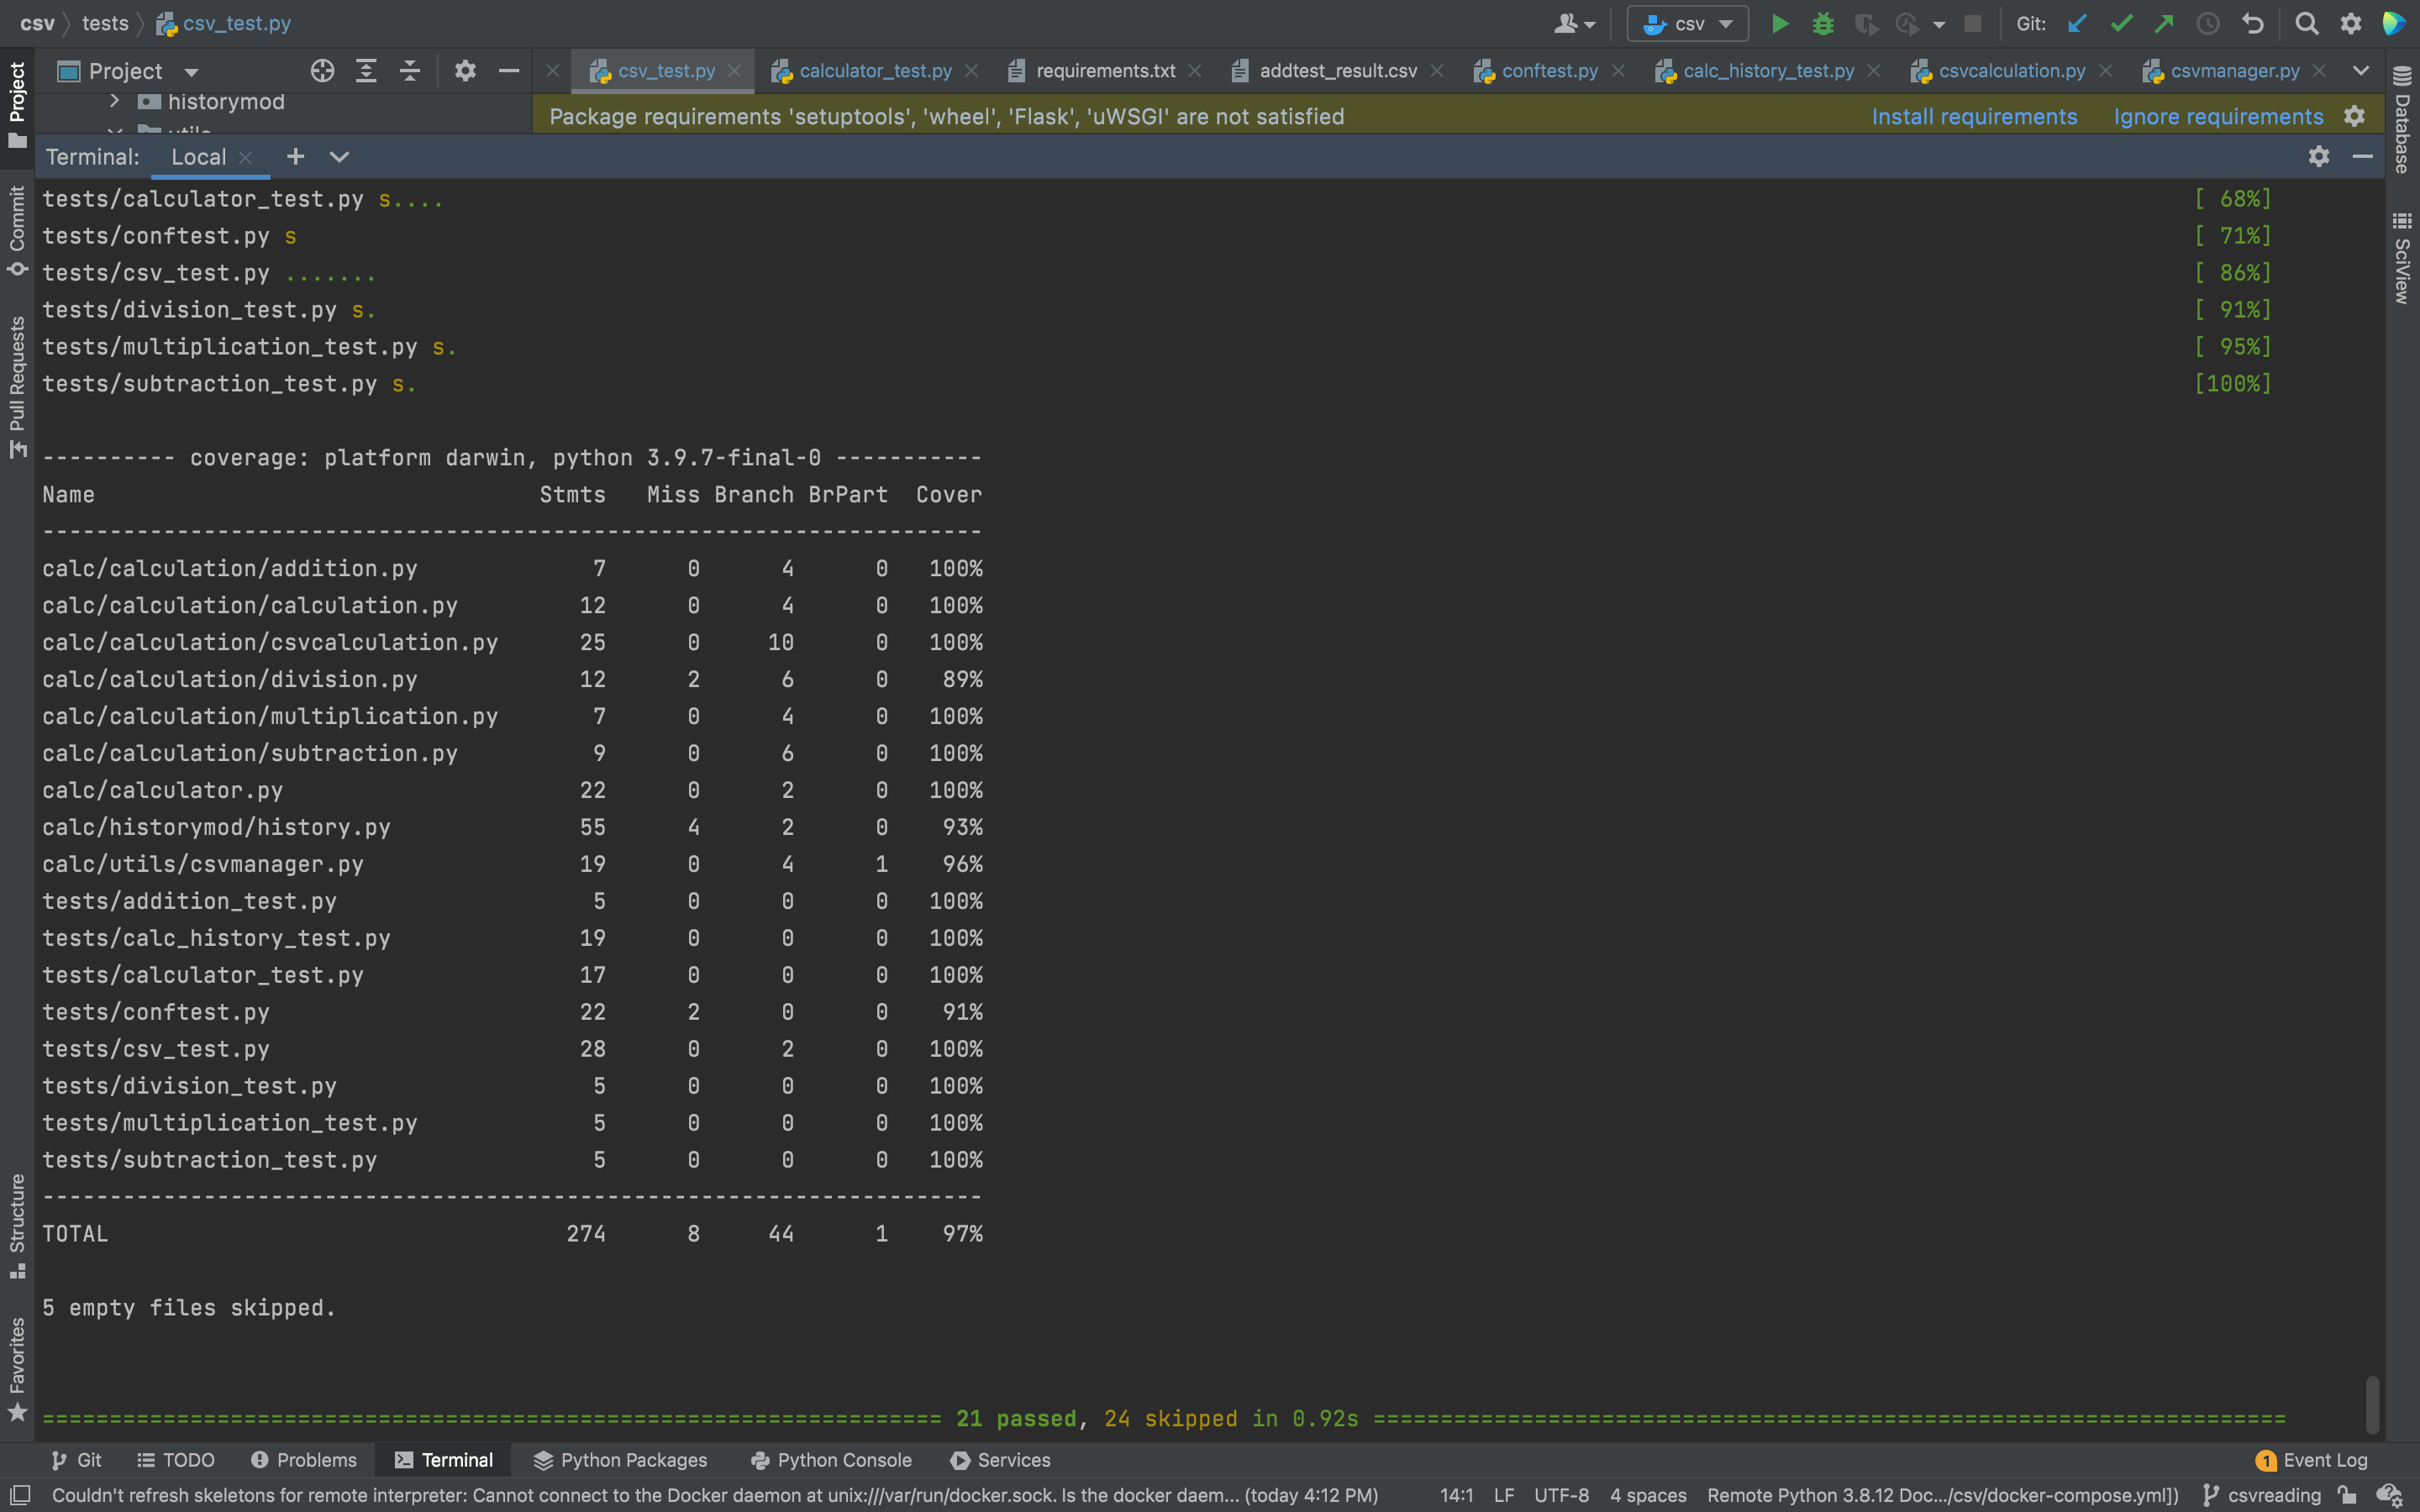 csv tests csv_test.py csv Git:
Project csv_test.py calculator_test.py requirements.txt addtest_result.csv conftest.py calc_history_test.py csvcalculation.py csvmanager.py
historymod
utils
Package requirements 'setuptools', 'wheel', 'Flask', 'uWSGI' are not satisfied Install requirements Ignore requirements
Terminal: Local
tests/calculator_test.py s.... [ 68%]
tests/conftest.py s [ 71%]
tests/csv_test.py ....... [ 86%]
tests/division_test.py s. [ 91%]
tests/multiplication_test.py s. [ 95%]
tests/subtraction_test.py s. [100%]
---------- coverage: platform darwin, python 3.9.7-final-0 -----------
Name Stmts Miss Branch BrPart Cover
----------------------------------------------------------------------
calc/calculation/addition.py 7 0 4 0 100%
calc/calculation/calculation.py 12 0 4 0 100%
calc/calculation/csvcalculation.py 25 0 10 0 100%
calc/calculation/division.py 12 2 6 0 89%
calc/calculation/multiplication.py 7 0 4 0 100%
calc/calculation/subtraction.py 9 0 6 0 100%
calc/calculator.py 22 0 2 0 100%
calc/historymod/history.py 55 4 2 0 93%
calc/utils/csvmanager.py 19 0 4 1 96%
tests/addition_test.py 5 0 0 0 100%
tests/calc_history_test.py 19 0 0 0 100%
tests/calculator_test.py 17 0 0 0 100%
tests/conftest.py 22 2 0 0 91%
tests/csv_test.py 28 0 2 0 100%
tests/division_test.py 5 0 0 0 100%
tests/multiplication_test.py 5 0 0 0 100%
tests/subtraction_test.py 5 0 0 0 100%
----------------------------------------------------------------------
TOTAL 274 8 44 1 97%
5 empty files skipped.
=================================================================== 21 passed, 24 skipped in 0.92s ====================================================================
Project
Commit
Pull Requests
Structure
Favorites
Database
SciView
Git TODO Problems Terminal Python Packages Python Console Services 1 Event Log
Couldn't refresh skeletons for remote interpreter: Cannot connect to the Docker daemon at unix:///var/run/docker.sock. Is the docker daem... (today 4:12 PM) 14:1 LF UTF-8 4 spaces Remote Python 3.8.12 Doc.../csv/docker-compose.yml]) csvreading